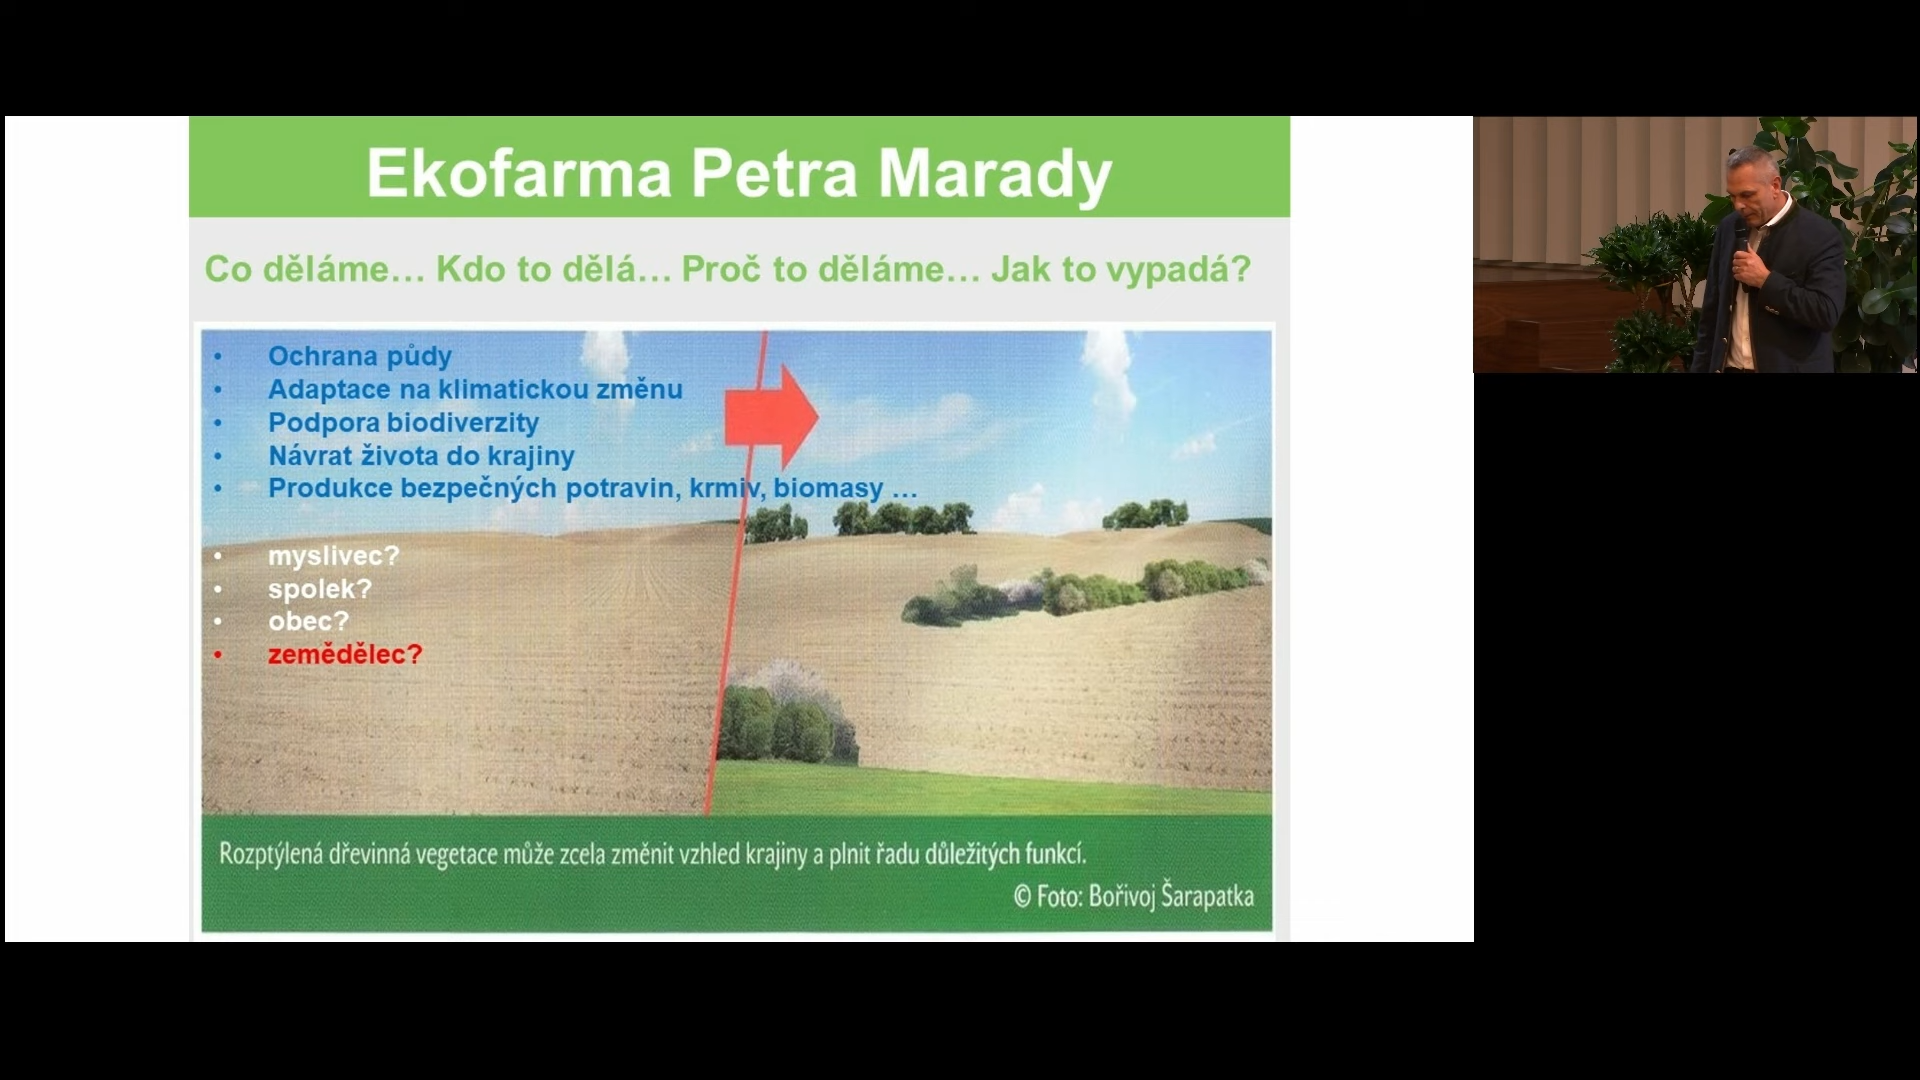 Ekofarma Petra Marady
Co děláme… Kdo to dělá… Proč to děláme… Jak to vypadá?
• Ochrana půdy
• Adaptace na klimatickou změnu
• Podpora biodiverzity
• Návrat života do krajiny
• Produkce bezpečných potravin, krmiv, biomasy …
• myslivec?
• spolek?
• obec?
• zemědělec?
Rozptýlená dřevinná vegetace může zcela změnit vzhled krajiny a plnit řadu důležitých funkcí.
© Foto: Bořivoj Šarapatka